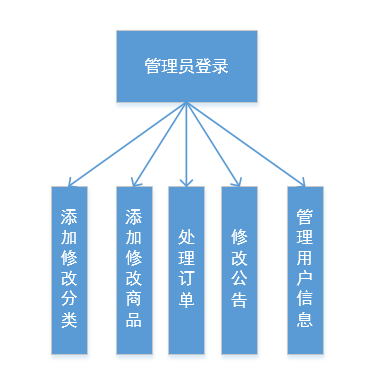 管理员登录
添加修改分类
添加修改商品
处理订单
修改公告
管理用户信息